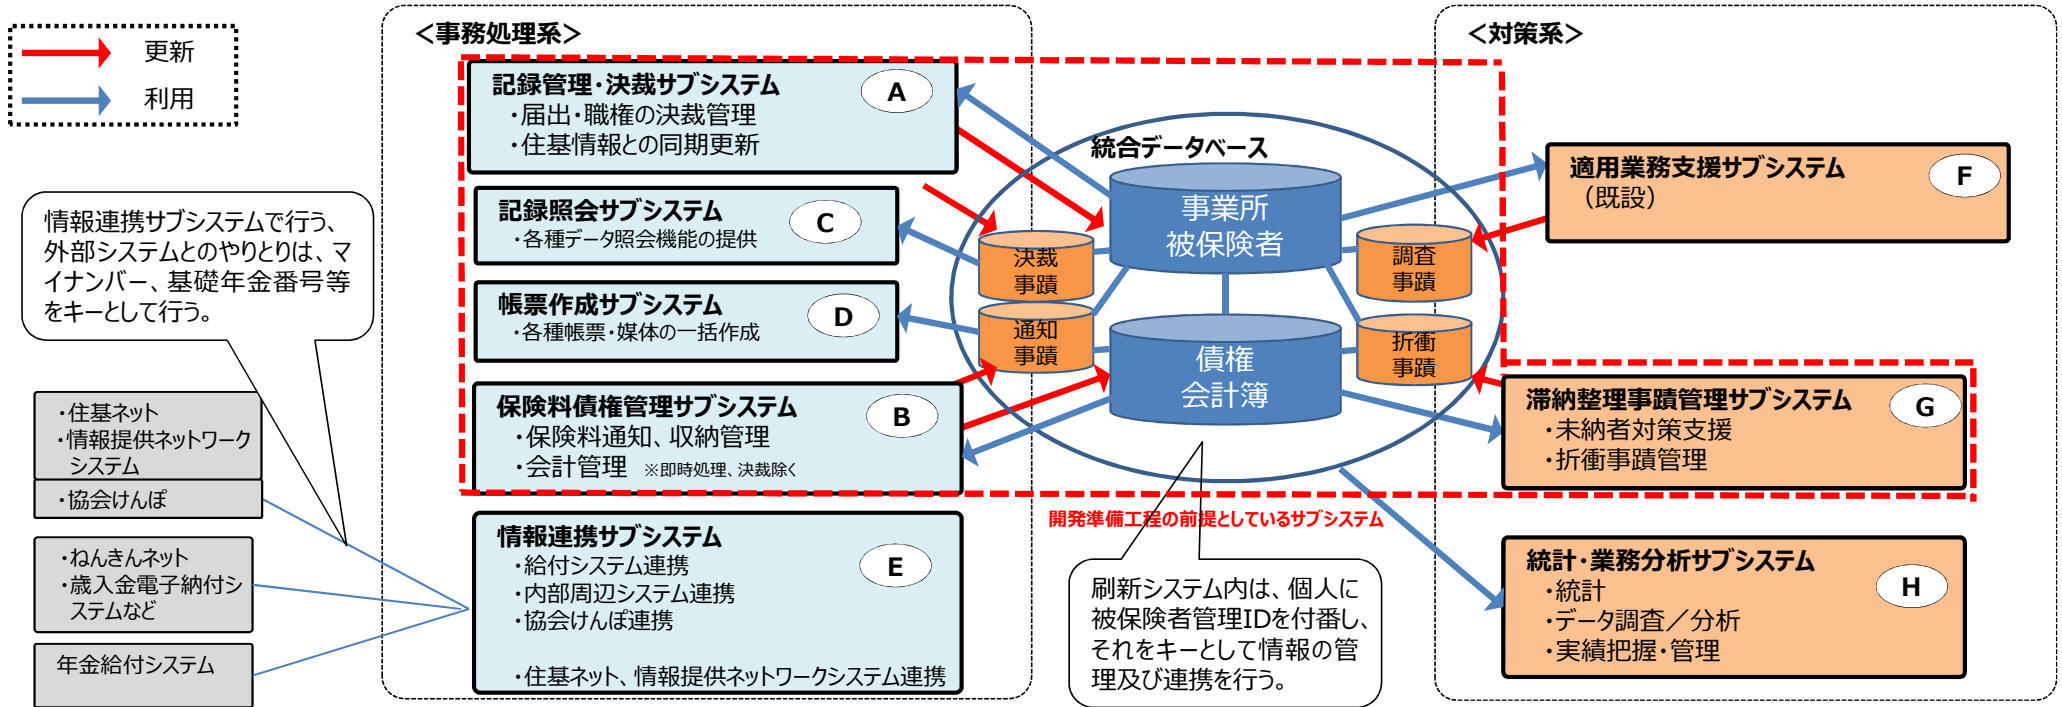 更新
利用
情報連携サブシステムで行う、
外部システムとのやりとりは、マ
イナンバー、基礎年金番号等
をキーとして行う。
・住基ネット
・情報提供ネットワーク
システム
・協会けんぽ
・ねんきんネット
・歳入金電子納付シ
ステムなど
年金給付システム
＜事務処理系＞
記録管理・決裁サブシステム
A
・届出・職権の決裁管理
・住基情報との同期更新
記録照会サブシステム
C
・各種データ照会機能の提供
帳票作成サブシステム
D
・各種帳票・媒体の一括作成
保険料債権管理サブシステム
B
・保険料通知、収納管理
・会計管理 ※即時処理、決裁除く
情報連携サブシステム
E
・給付システム連携
・内部周辺システム連携
・協会けんぽ連携
・住基ネット、情報提供ネットワークシステム連携
統合データベース
事業所
被保険者
決裁
事蹟
通知
事蹟
調査
事蹟
折衝
事蹟
債権
会計簿
開発準備工程の前提としているサブシステム
刷新システム内は、個人に
被保険者管理IDを付番し、
それをキーとして情報の管
理及び連携を行う。
＜対策系＞
適用業務支援サブシステム
（既設）
F
滞納整理事蹟管理サブシステム
G
・未納者対策支援
・折衝事蹟管理
統計・業務分析サブシステム
・統計
H
・データ調査／分析
・実績把握・管理